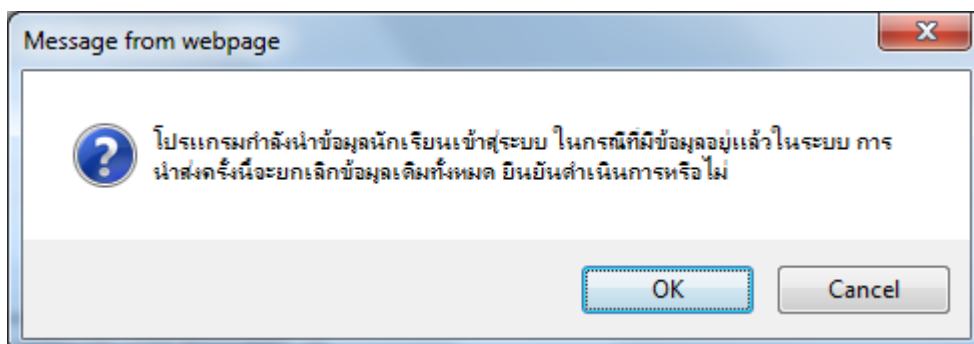 Message from webpage
โปรแกรมกำลังนำข้อมูลนักเรียนเข้าสู่ระบบ ในกรณีที่มีข้อมูลอยู่แล้วในระบบ การ
นำส่งครั้งนี้จะยกเลิกข้อมูลเดิมทั้งหมด ยืนยันดำเนินการหรือไม่
OK
Cancel